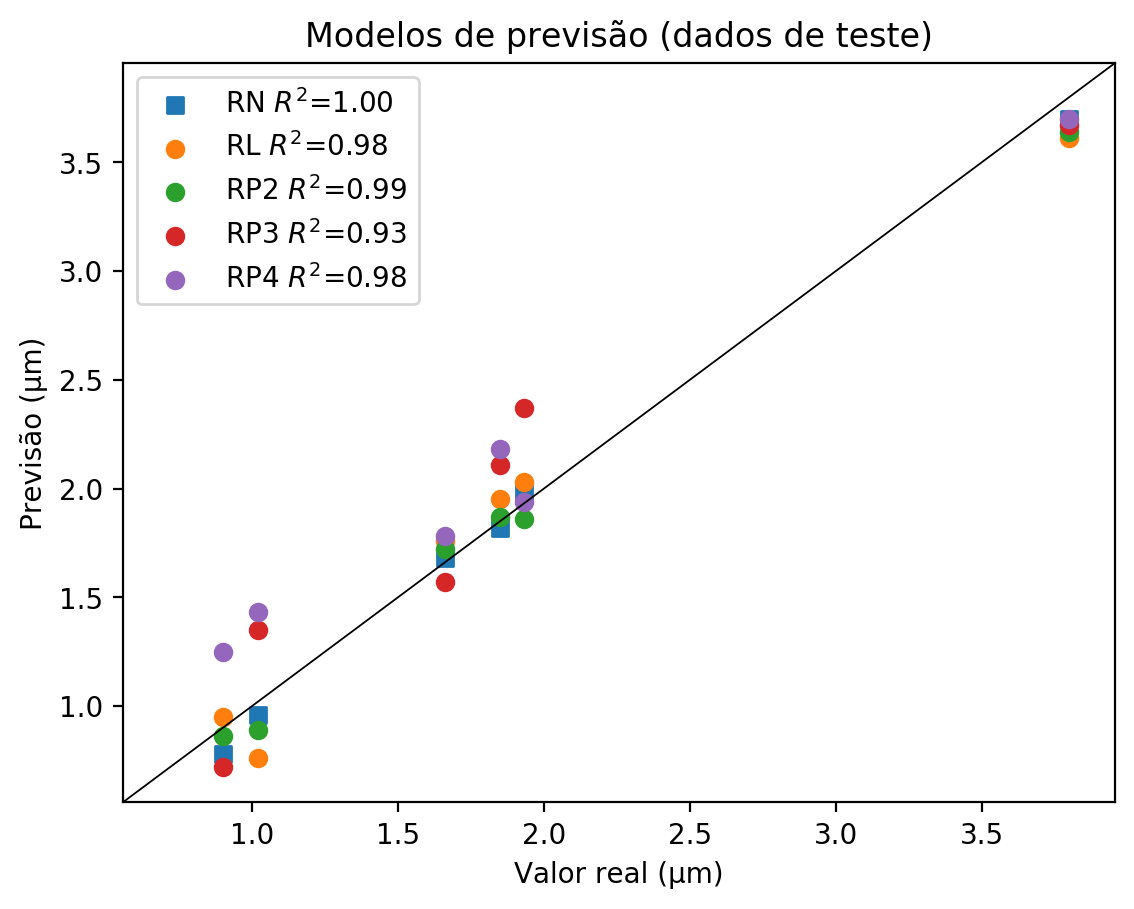 Modelos de previsão (dados de teste)
RN R²=1.00
RL R²=0.98
RP2 R²=0.99
RP3 R²=0.93
RP4 R²=0.98
Previsão (μm)
3.5
3.0
2.5
2.0
1.5
1.0
1.0 1.5 2.0 2.5 3.0 3.5
Valor real (μm)